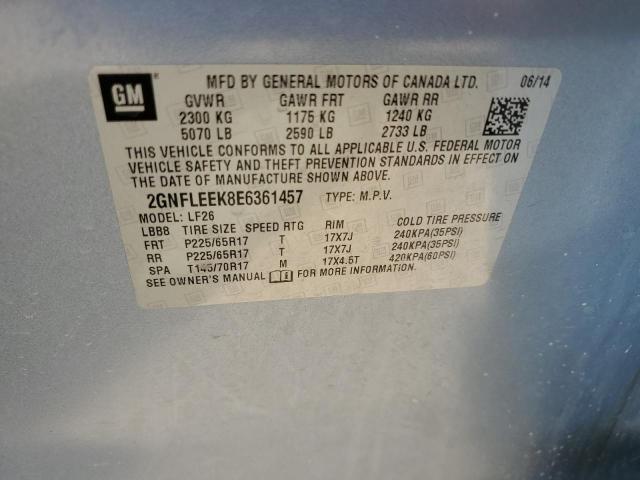 GM ® MFD BY GENERAL MOTORS OF CANADA LTD. 06/14
GVWR GAWR FRT GAWR RR
2300 KG 1175 KG 1240 KG
5070 LB 2590 LB 2733 LB
THIS VEHICLE CONFORMS TO ALL APPLICABLE U.S. FEDERAL MOTOR
VEHICLE SAFETY AND THEFT PREVENTION STANDARDS IN EFFECT ON
THE DATE OF MANUFACTURE SHOWN ABOVE.
2GNFLEEK8E6361457 TYPE: M.P.V.
MODEL: LF26
LBB8 TIRE SIZE SPEED RTG RIM COLD TIRE PRESSURE
FRT P225/65R17 T 17X7J 240KPA(35PSI)
RR P225/65R17 T 17X7J 240KPA(35PSI)
SPA T145/70R17 M 17X4.5T 420KPA(60PSI)
SEE OWNER'S MANUAL FOR MORE INFORMATION.